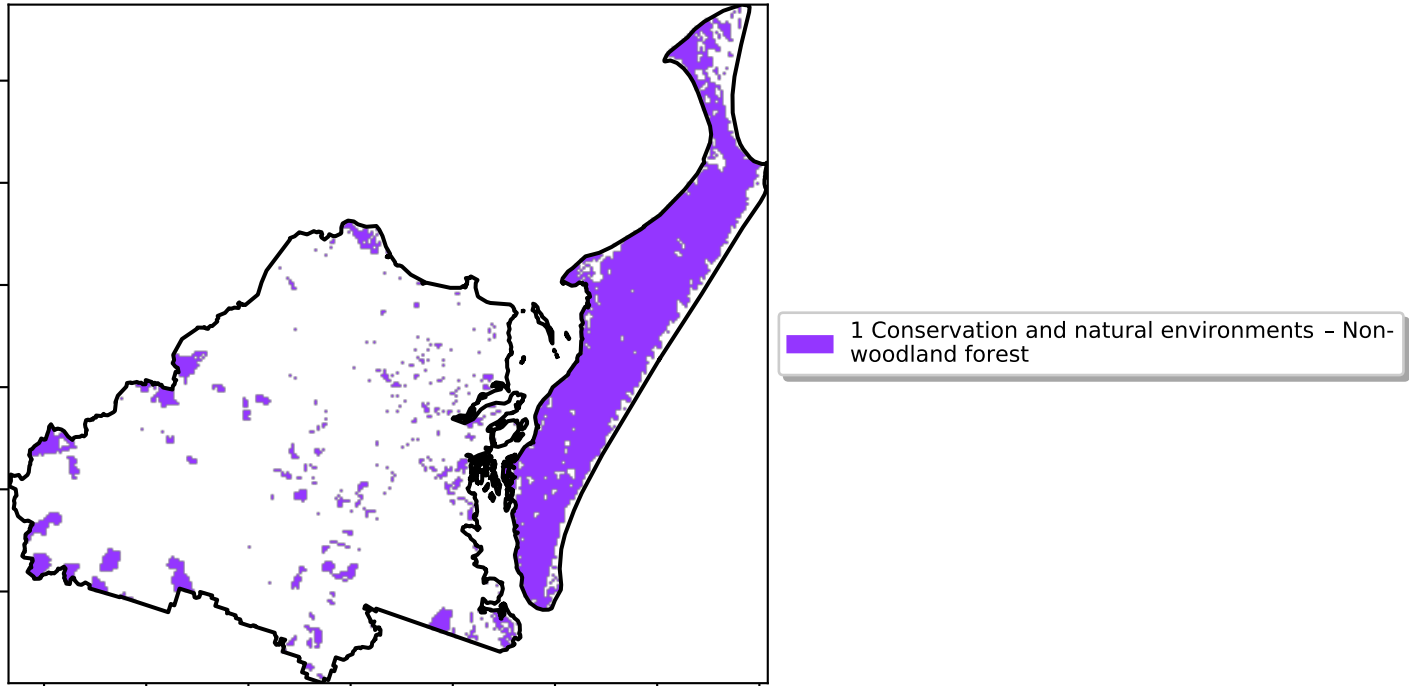 1 Conservation and natural environments – Non-
woodland forest